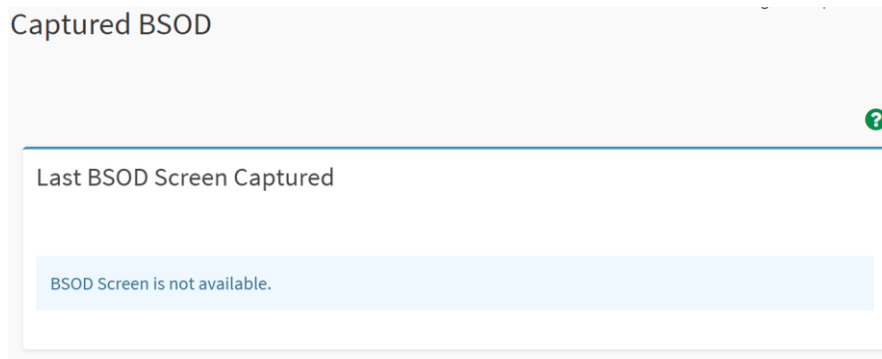 Captured BSOD
Last BSOD Screen Captured
BSOD Screen is not available.